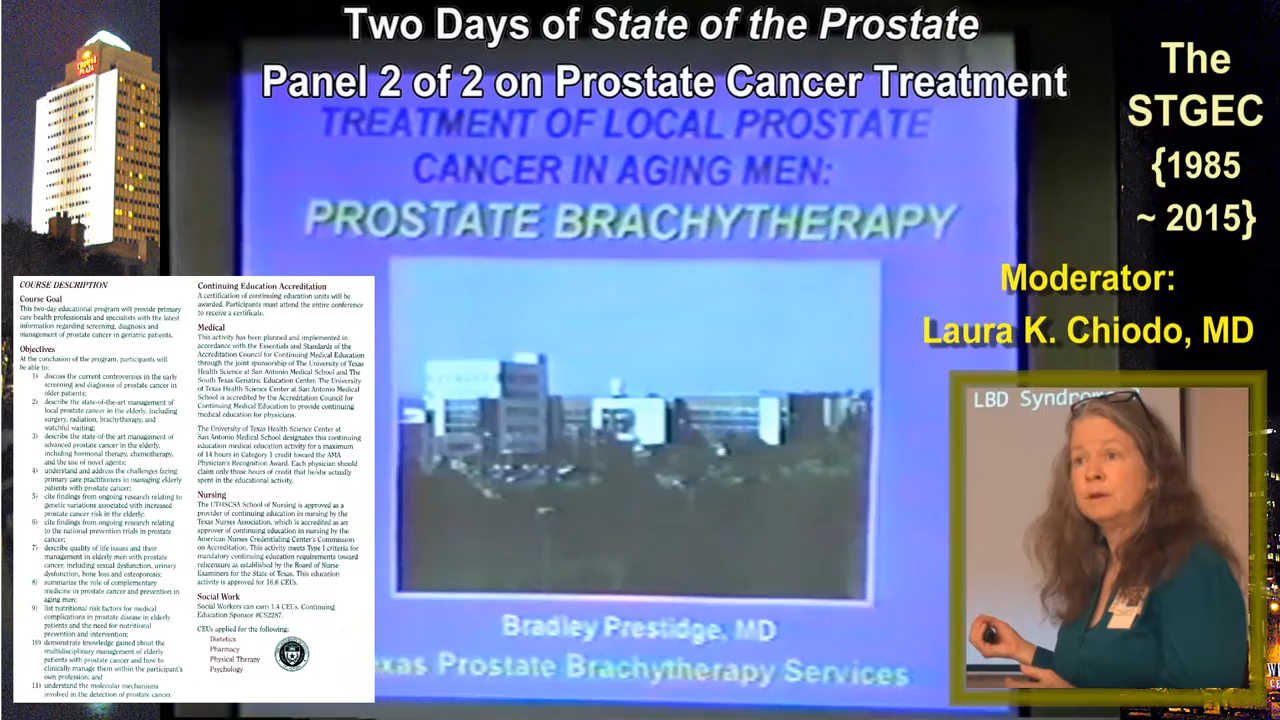 Two Days of State of the Prostate
Panel 2 of 2 on Prostate Cancer Treatment
TREATMENT OF LOCAL PROSTATE
CANCER IN AGING MEN:
PROSTATE BRACHYTHERAPY
The
STGEC
{1985
~ 2015}
Moderator:
Laura K. Chiodo, MD
LBD Syndrome
COURSE DESCRIPTION
Course Goal
This two-day educational program will provide primary
care health professionals and specialists with the latest
information regarding screening, diagnosis and
management of prostate cancer in geriatric patients.
Objectives
At the conclusion of the program, participants will
be able to:
1) discuss the current controversies in the early
screening and diagnosis of prostate cancer in
older patients;
2) describe the state-of-the-art management of
local prostate cancer in the elderly, including
surgery, radiation, brachytherapy, and
watchful waiting;
3) describe the state-of-the-art management of
advanced prostate cancer in the elderly,
including hormonal therapy, chemotherapy,
and the use of novel agents;
4) understand and address the challenges facing
primary care practitioners in managing elderly
patients with prostate cancer;
5) cite findings from ongoing research relating to
genetic variations associated with increased
prostate cancer risk in the elderly;
6) cite findings from ongoing research relating
to the national prevention trials in prostate
cancer;
7) describe quality of life issues and their
management in elderly men with prostate
cancer, including sexual dysfunction, urinary
dysfunction, bone loss and osteoporosis;
8) summarize the role of complementary
medicine in prostate cancer and prevention in
aging men;
9) list nutritional risk factors for medical
complications in prostate disease in elderly
patients and the need for nutritional
prevention and intervention;
10) demonstrate knowledge gained about the
multidisciplinary management of elderly
patients with prostate cancer and how to
clinically manage them within the participant's
own profession; and
11) understand the molecular mechanisms
involved in the detection of prostate cancer.
Continuing Education Accreditation
A certification of continuing education units will be
awarded. Participants must attend the entire conference
to receive a certificate.
Medical
This activity has been planned and implemented in
accordance with the Essentials and Standards of the
Accreditation Council for Continuing Medical Education
through the joint sponsorship of The University of Texas
Health Science at San Antonio Medical School and The
South Texas Geriatric Education Center. The University
of Texas Health Science Center at San Antonio Medical
School is accredited by the Accreditation Council for
Continuing Medical Education to provide continuing
medical education for physicians.
The University of Texas Health Science Center at
San Antonio Medical School designates this continuing
education medical education activity for a maximum
of 14 hours in Category 1 credit toward the AMA
Physician's Recognition Award. Each physician should
claim only those hours of credit that he/she actually
spent in the educational activity.
Nursing
The UTHSCSA School of Nursing is approved as a
provider of continuing education in nursing by the
Texas Nurses Association, which is accredited as an
approver of continuing education in nursing by the
American Nurses Credentialing Center's Commission
on Accreditation. This activity meets Type I criteria for
mandatory continuing education requirements toward
relicensure as established by the Board of Nurse
Examiners for the State of Texas. This education
activity is approved for 16.6 CEUs.
Social Work
Social Workers can earn 1.4 CEUs. Continuing
Education Sponsor #CS2287.
CEUs applied for the following:
Dietetics
Pharmacy
Physical Therapy
Psychology